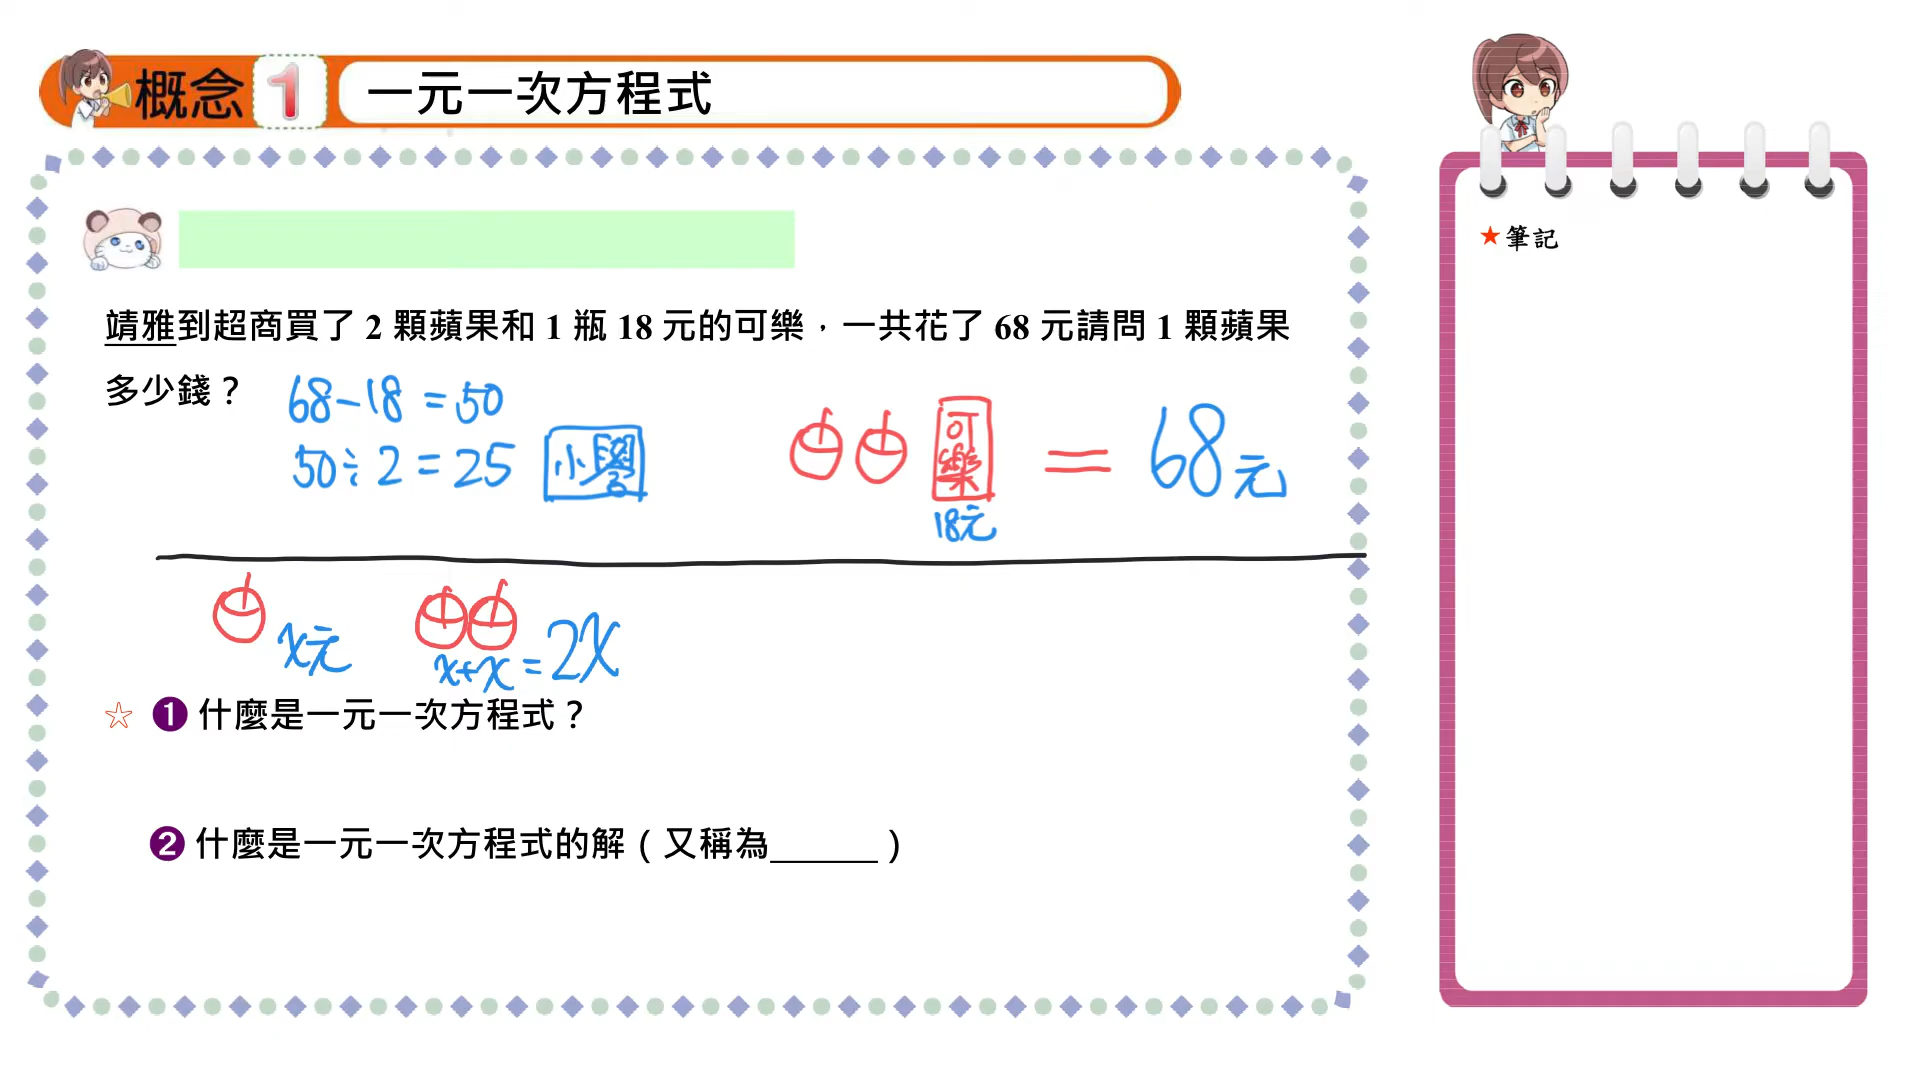 概念 1 一元一次方程式
★筆記
靖雅到超商買了 2 顆蘋果和 1 瓶 18 元的可樂，一共花了 68 元請問 1 顆蘋果
多少錢？
68-18=50
50÷2=25 小學
可樂 = 68元
18元
x元 x+x=2x
☆ ❶ 什麼是一元一次方程式？
❷ 什麼是一元一次方程式的解（又稱為______）